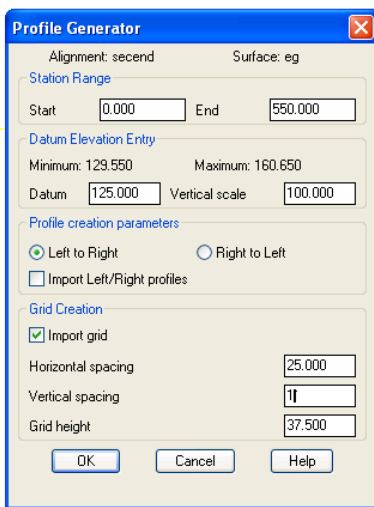 Profile Generator
Alignment: secend Surface: eg
Station Range
Start 0.000 End 550.000
Datum Elevation Entry
Minimum: 129.550 Maximum: 160.650
Datum 125.000 Vertical scale 100.000
Profile creation parameters
Left to Right Right to Left
Import Left/Right profiles
Grid Creation
Import grid
Horizontal spacing 25.000
Vertical spacing 1
Grid height 37.500
OK Cancel Help